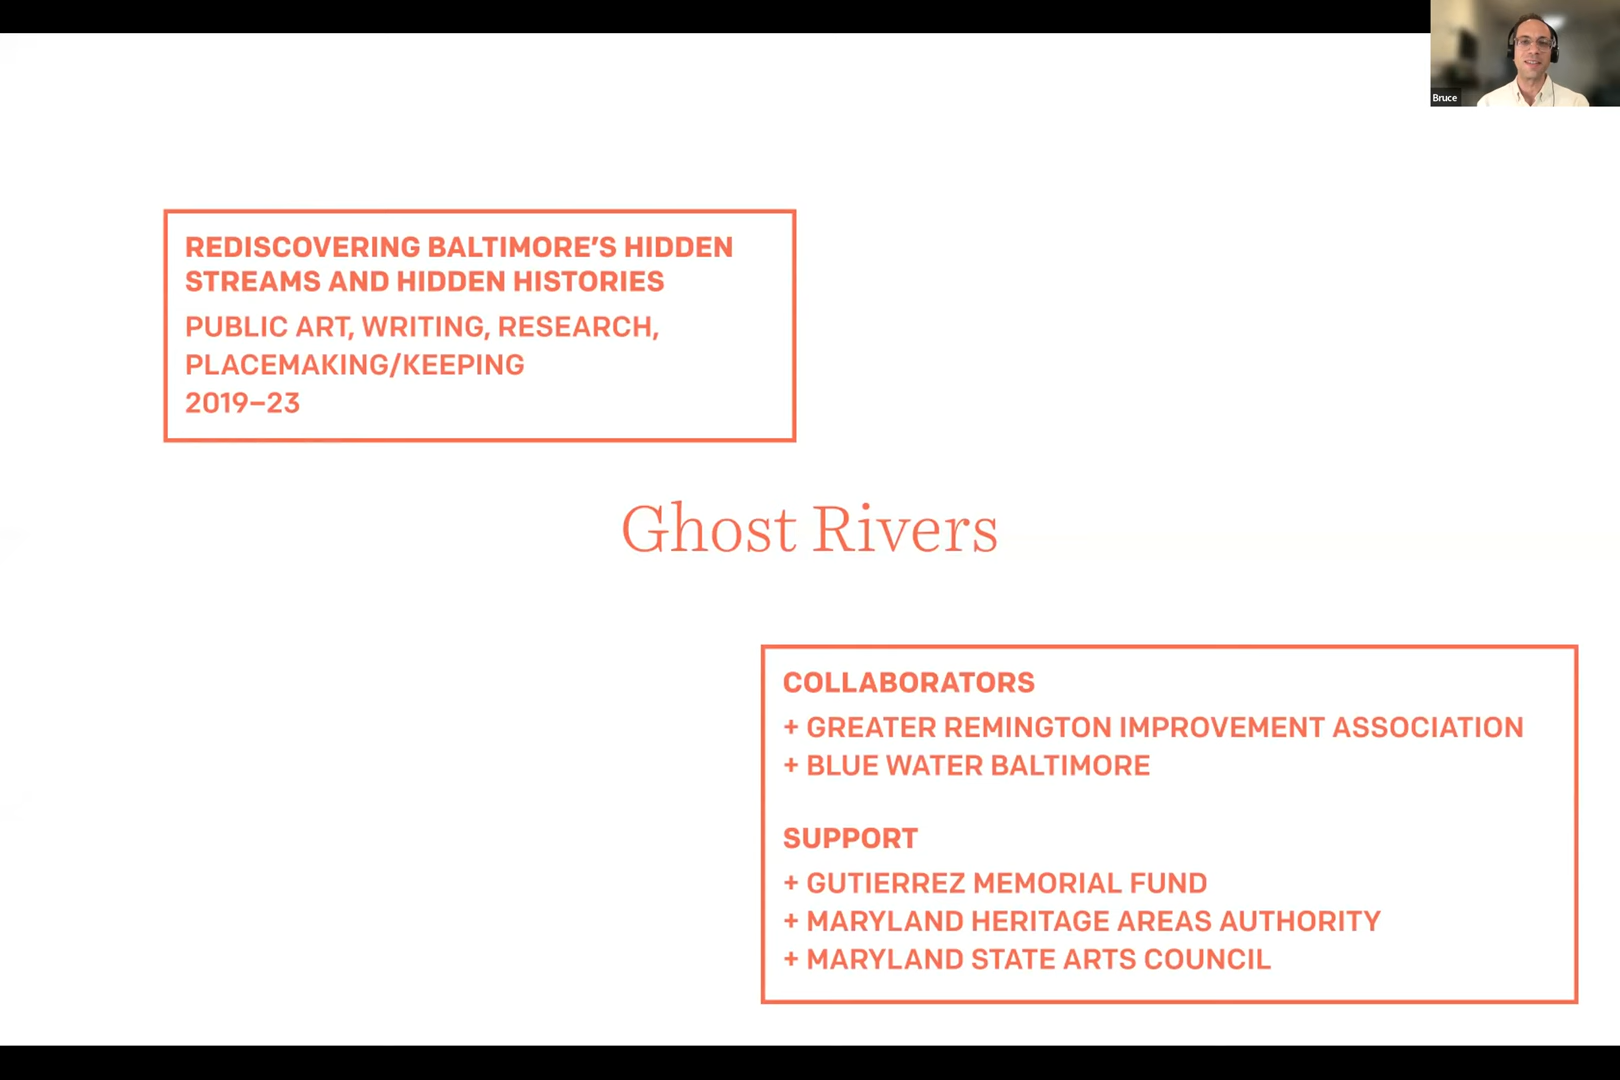 Bruce
REDISCOVERING BALTIMORE’S HIDDEN
STREAMS AND HIDDEN HISTORIES
PUBLIC ART, WRITING, RESEARCH,
PLACEMAKING/KEEPING
2019–23
Ghost Rivers
COLLABORATORS
+ GREATER REMINGTON IMPROVEMENT ASSOCIATION
+ BLUE WATER BALTIMORE
SUPPORT
+ GUTIERREZ MEMORIAL FUND
+ MARYLAND HERITAGE AREAS AUTHORITY
+ MARYLAND STATE ARTS COUNCIL